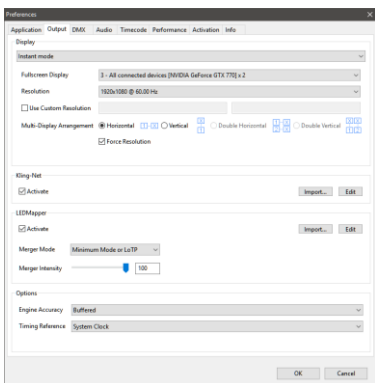 Preferences
Application Output DMX Audio Timecode Performance Activation Info
Display
Instant mode
Fullscreen Display 3 - All connected devices [NVIDIA GeForce GTX 770] x 2
Resolution 1920x1080 @ 60.00 Hz
Use Custom Resolution
Multi-Display Arrangement Horizontal Vertical Double Horizontal Double Vertical
Force Resolution
Kling-Net
Activate Import... Edit
LEDMapper
Activate Import... Edit
Merger Mode Minimum Mode or LoTP
Merger Intensity 100
Options
Engine Accuracy Buffered
Timing Reference System Clock
OK Cancel